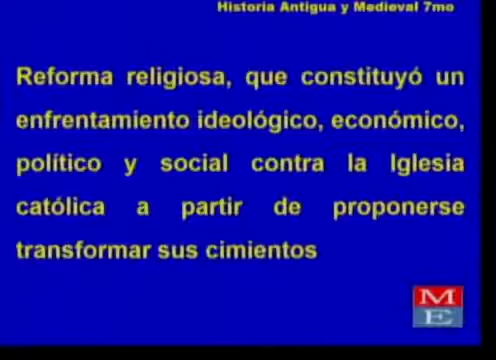 Historia Antigua y Medieval 7mo
Reforma religiosa, que constituyó un
enfrentamiento ideológico, económico,
político y social contra la Iglesia
católica a partir de proponerse
transformar sus cimientos
M
E